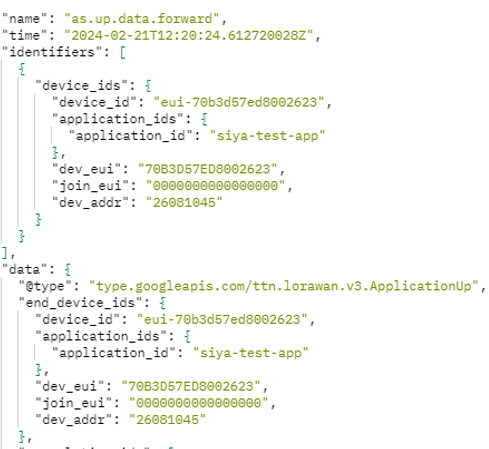 "name": "as.up.data.forward",
"time": "2024-02-21T12:20:24.612720028Z",
"identifiers": [
{
"device_ids": {
"device_id": "eui-70b3d57ed8002623",
"application_ids": {
"application_id": "siya-test-app"
},
"dev_eui": "70B3D57ED8002623",
"join_eui": "0000000000000000",
"dev_addr": "26081045"
}
}
],
"data": {
"@type": "type.googleapis.com/ttn.lorawan.v3.ApplicationUp",
"end_device_ids": {
"device_id": "eui-70b3d57ed8002623",
"application_ids": {
"application_id": "siya-test-app"
},
"dev_eui": "70B3D57ED8002623",
"join_eui": "0000000000000000",
"dev_addr": "26081045"
},